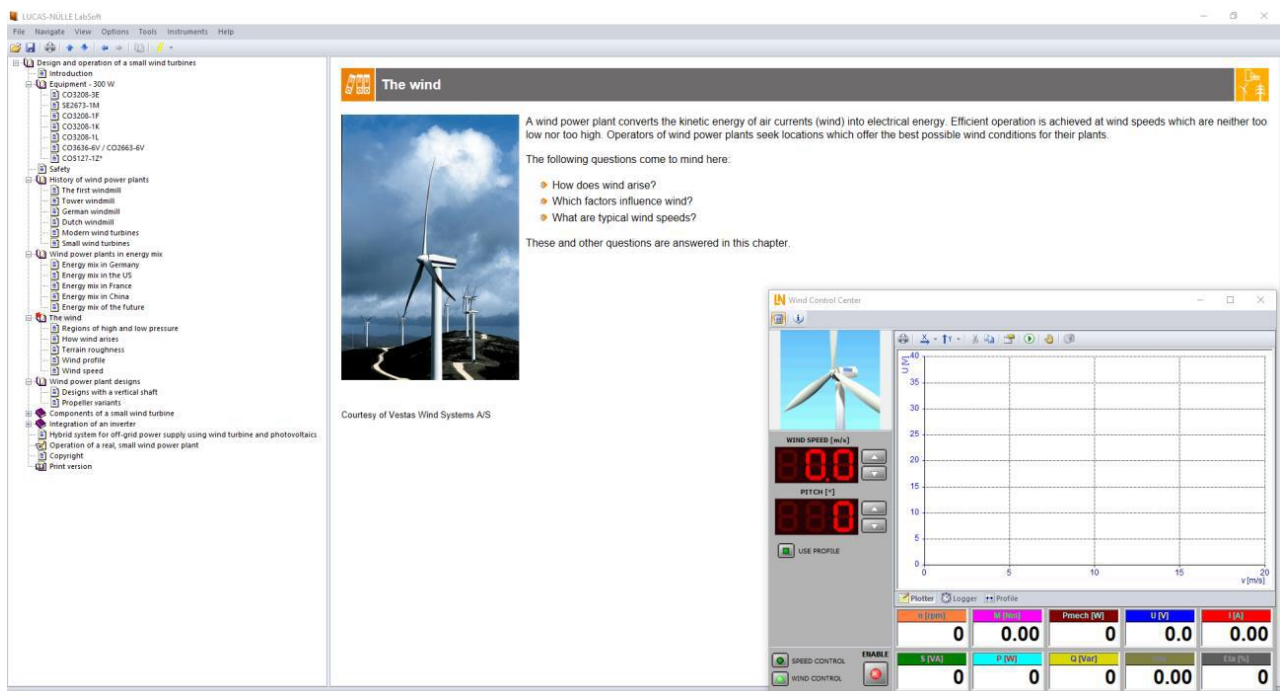 LUCAS-NÜLLE LabSoft
File Navigate View Options Tools Instruments Help
Design and operation of a small wind turbines
Introduction
Equipment - 300 W
CO3208-3E
SE2673-1M
CO3208-1F
CO3208-1K
CO3208-1L
CO3636-6V / CO2663-6V
CO5127-1Z*
Safety
History of wind power plants
The first windmill
Tower windmill
German windmill
Dutch windmill
Modern wind turbines
Small wind turbines
Wind power plants in energy mix
Energy mix in Germany
Energy mix in the US
Energy mix in France
Energy mix in China
Energy mix of the future
The wind
Regions of high and low pressure
How wind arises
Terrain roughness
Wind profile
Wind speed
Wind power plant designs
Designs with a vertical shaft
Propeller variants
Components of a small wind turbine
Integration of an inverter
Hybrid system for off-grid power supply using wind turbine and photovoltaics
Operation of a real, small wind power plant
Copyright
Print version
The wind
A wind power plant converts the kinetic energy of air currents (wind) into electrical energy. Efficient operation is achieved at wind speeds which are neither too
low nor too high. Operators of wind power plants seek locations which offer the best possible wind conditions for their plants.
The following questions come to mind here:
How does wind arise?
Which factors influence wind?
What are typical wind speeds?
These and other questions are answered in this chapter.
Courtesy of Vestas Wind Systems A/S
LN Wind Control Center
WIND SPEED [m/s]
0.0
PITCH [°]
0
USE PROFILE
SPEED CONTROL
WIND CONTROL
ENABLE
U [V]
40
35
30
25
20
15
10
5
0
0 5 10 15 20
v [m/s]
Plotter Logger Profile
n [rpm] M [Nm] Pmech [W] U [V] I [A]
0 0.00 0 0.0 0.00
S [VA] P [W] Q [Var] Eta [%]
0 0 0 0.00 0